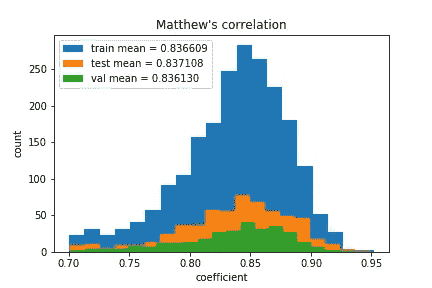 Matthew's correlation
train mean = 0.836609
test mean = 0.837108
val mean = 0.836130
count
250
200
150
100
50
0
0.70 0.75 0.80 0.85 0.90 0.95
coefficient